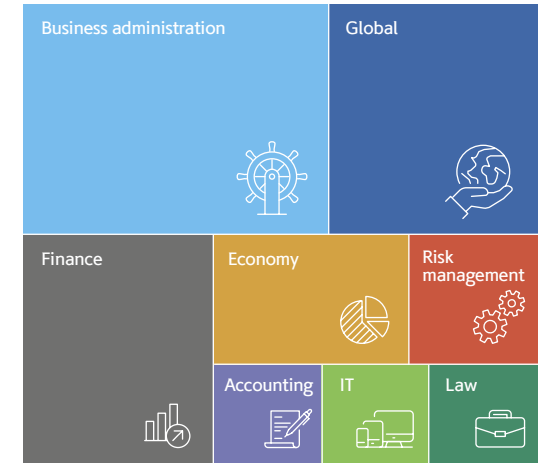 Business administration
Global
Finance
Economy
Risk
management
Accounting
IT
Law